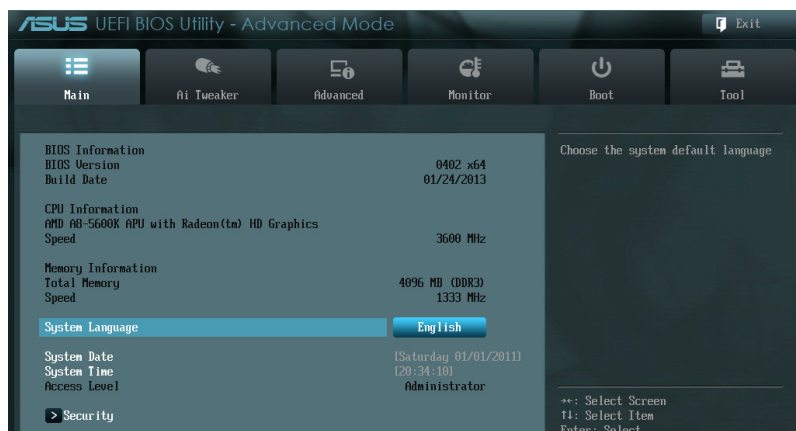 ASUS UEFI BIOS Utility - Advanced Mode
Exit
Main
Ai Tweaker
Advanced
Monitor
Boot
Tool
BIOS Information
BIOS Version 0402 x64
Build Date 01/24/2013
CPU Information
AMD A8-5600K APU with Radeon(tm) HD Graphics
Speed 3600 MHz
Memory Information
Total Memory 4096 MB (DDR3)
Speed 1333 MHz
System Language English
System Date [Saturday 01/01/2011]
System Time [20:34:10]
Access Level Administrator
> Security
Choose the system default language
→←: Select Screen
↑↓: Select Item
Enter: Select